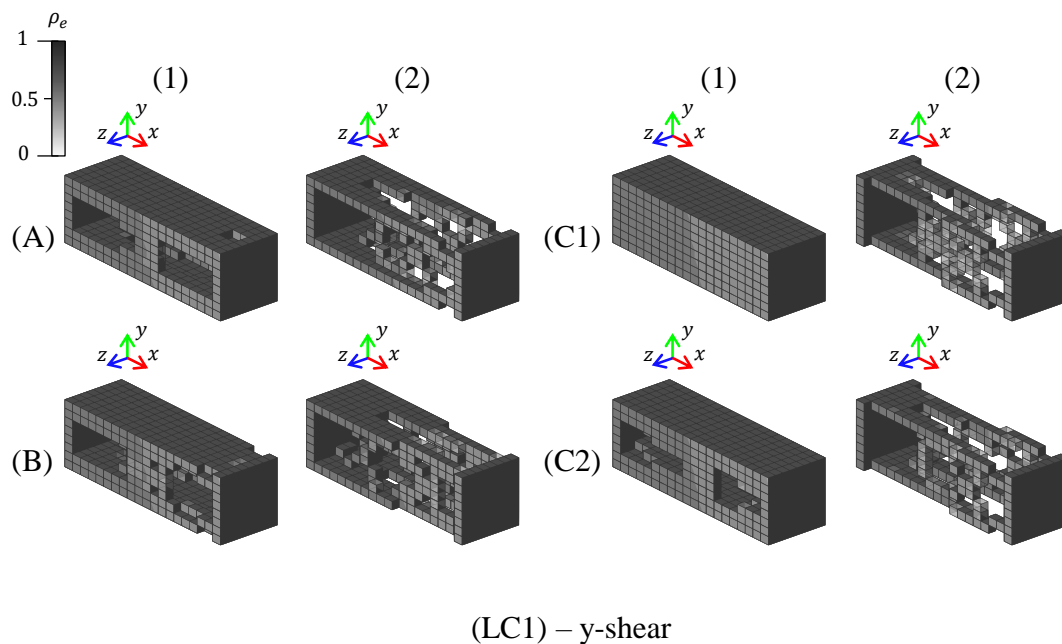 ρₑ
1
0.5
0
(1) (2) (1) (2)
y y y y
z x z x z x z x
(A) (C1)
y y y y
z x z x z x z x
(B) (C2)
(LC1) – y-shear